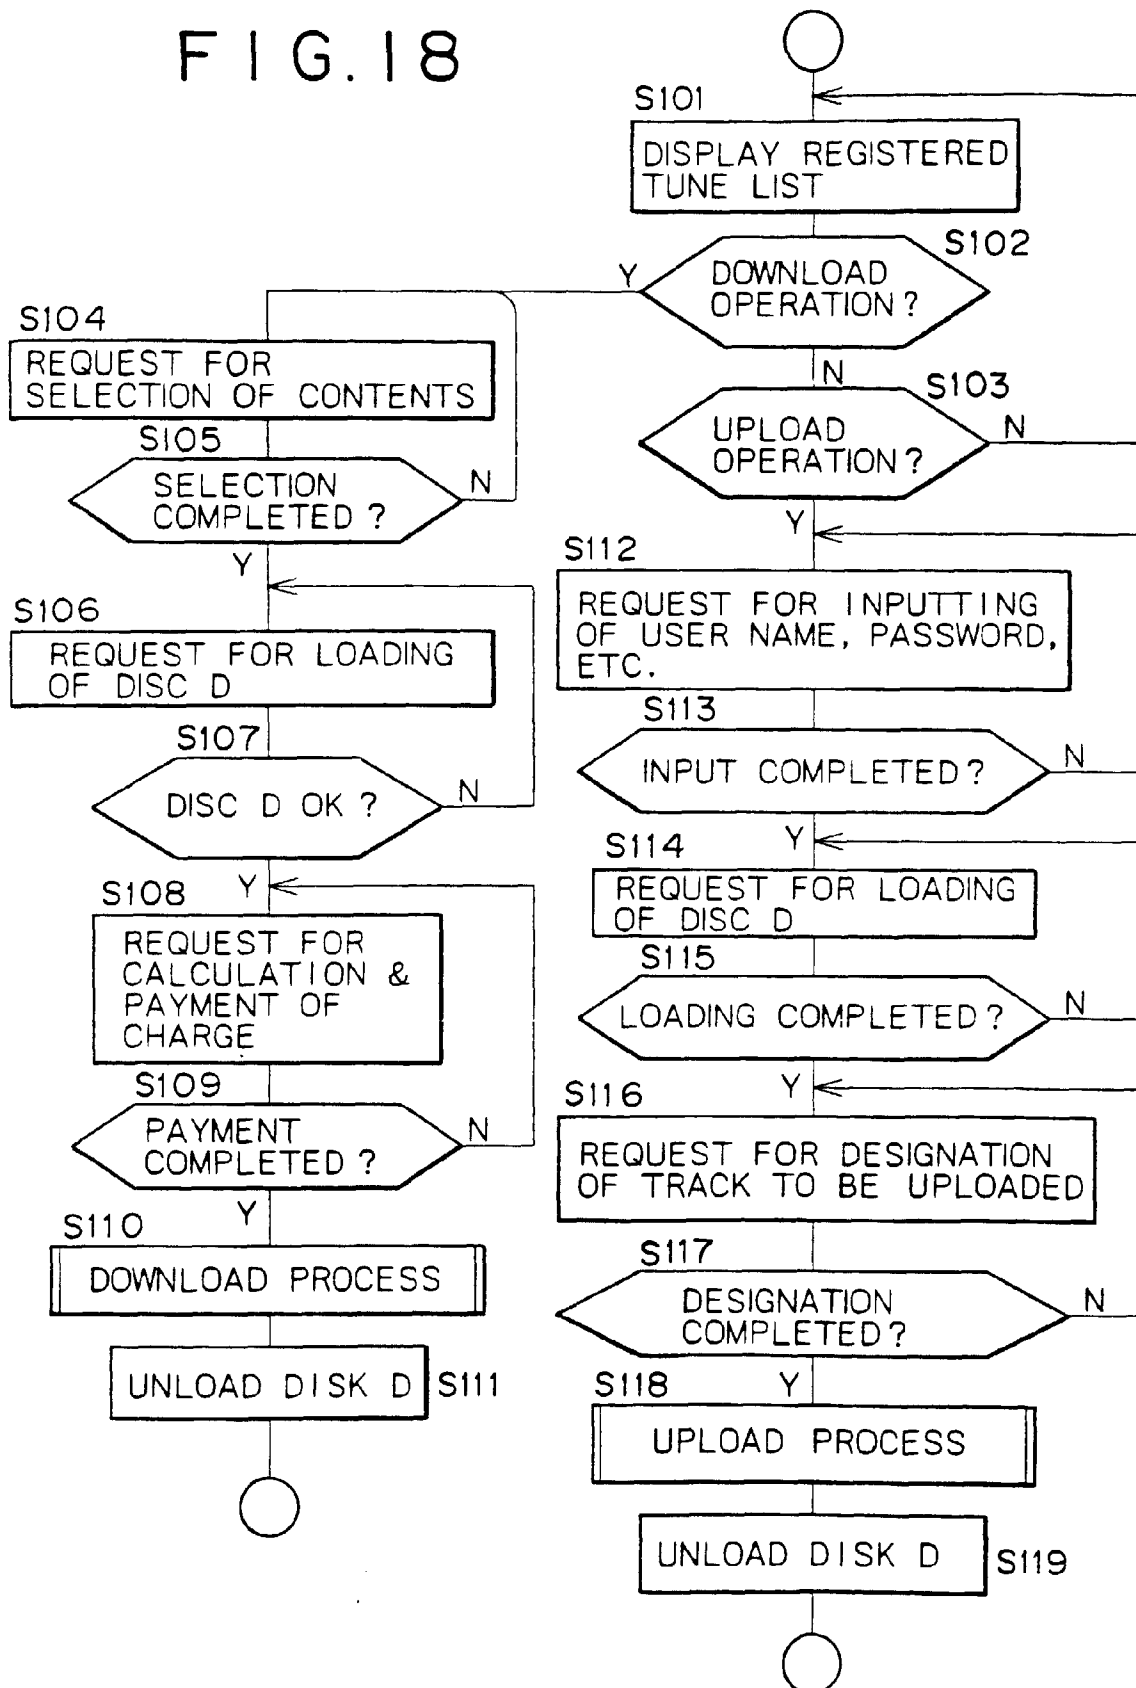 FIG.18
S101
DISPLAY REGISTERED
TUNE LIST
S102
DOWNLOAD
OPERATION?
Y
N
S103
UPLOAD
OPERATION?
N
Y
S104
REQUEST FOR
SELECTION OF CONTENTS
S105
SELECTION
COMPLETED?
N
Y
S106
REQUEST FOR LOADING
OF DISC D
S107
DISC D OK?
N
Y
S108
REQUEST FOR
CALCULATION &
PAYMENT OF
CHARGE
S109
PAYMENT
COMPLETED?
N
Y
S110
DOWNLOAD PROCESS
UNLOAD DISK D
S111
S112
REQUEST FOR INPUTTING
OF USER NAME, PASSWORD,
ETC.
S113
INPUT COMPLETED?
N
Y
S114
REQUEST FOR LOADING
OF DISC D
S115
LOADING COMPLETED?
N
Y
S116
REQUEST FOR DESIGNATION
OF TRACK TO BE UPLOADED
S117
DESIGNATION
COMPLETED?
N
Y
S118
UPLOAD PROCESS
UNLOAD DISK D
S119